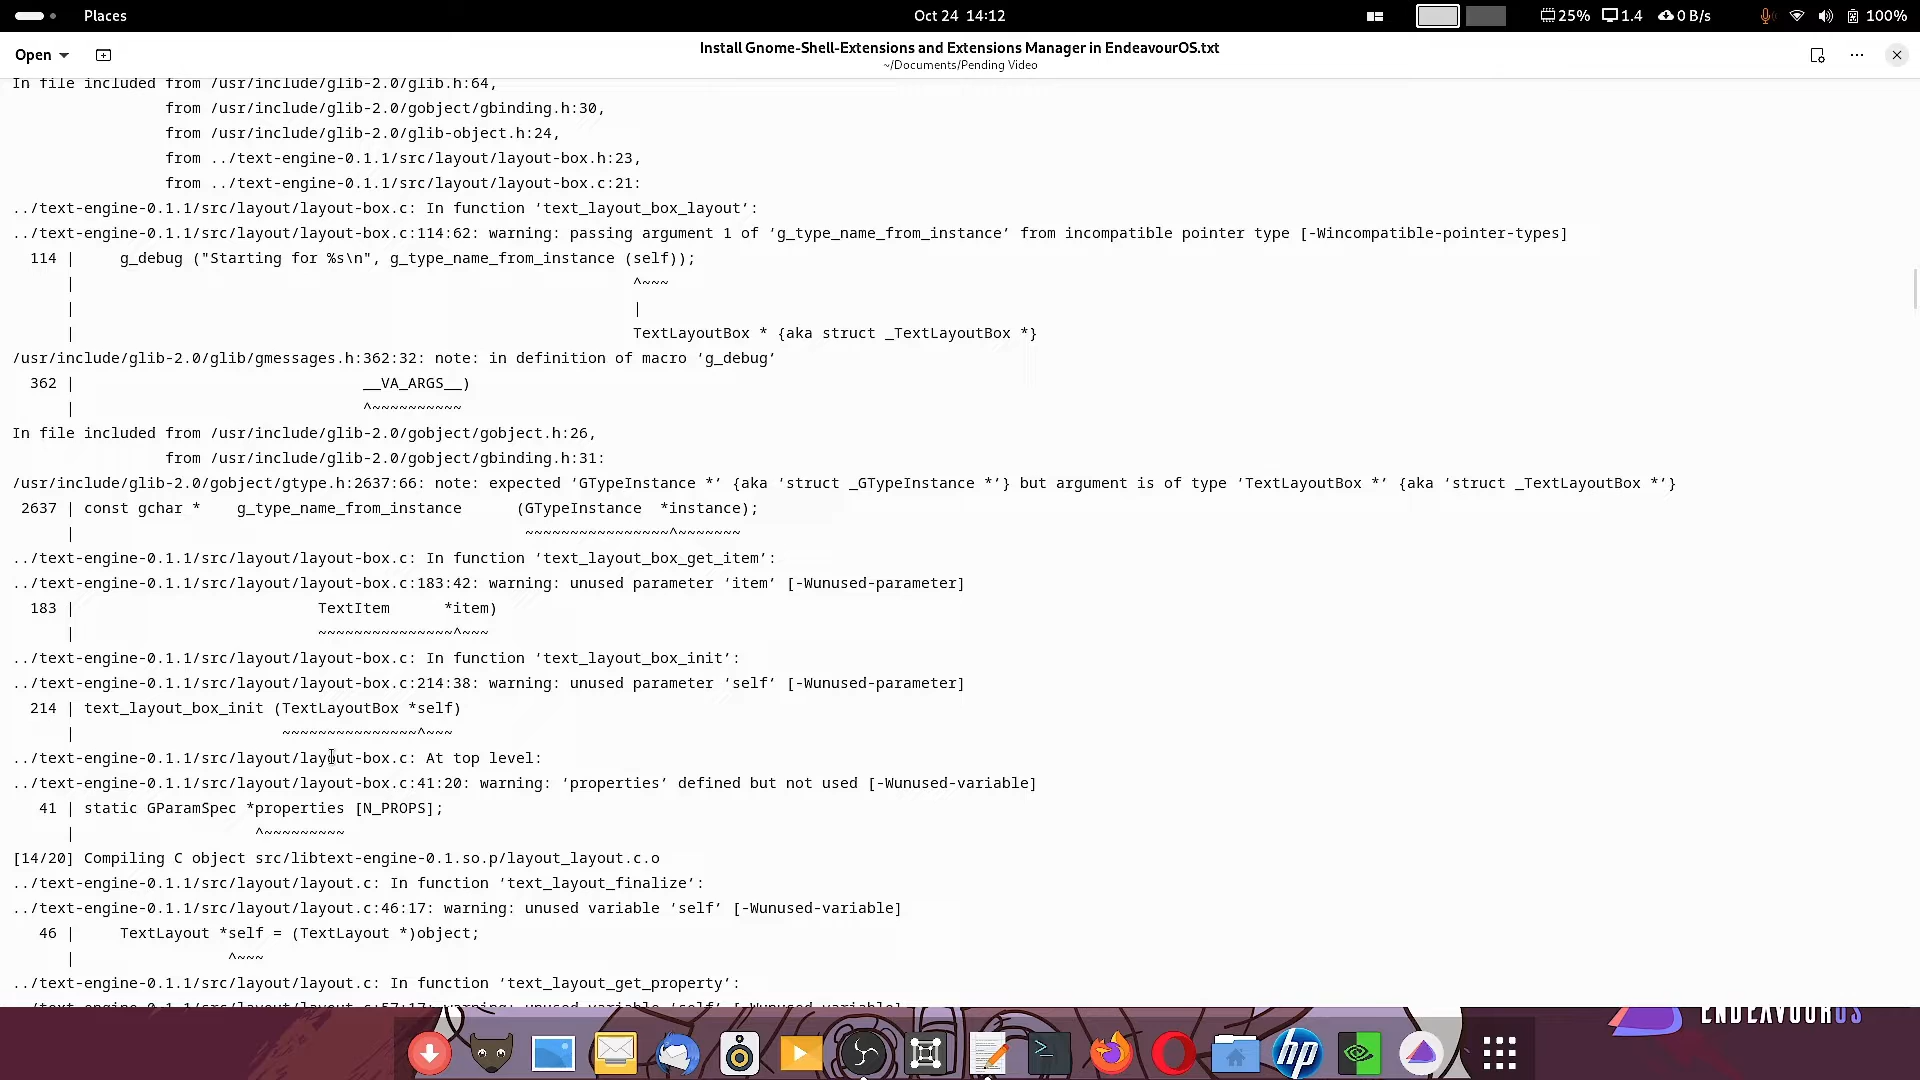 Places
Oct 24  14:12
25%
1.4
0 B/s
100%
Open
Install Gnome-Shell-Extensions and Extensions Manager in EndeavourOS.txt
~/Documents/Pending Video
In file included from /usr/include/glib-2.0/glib.h:64,
                 from /usr/include/glib-2.0/gobject/gbinding.h:30,
                 from /usr/include/glib-2.0/glib-object.h:24,
                 from ../text-engine-0.1.1/src/layout/layout-box.h:23,
                 from ../text-engine-0.1.1/src/layout/layout-box.c:21:
../text-engine-0.1.1/src/layout/layout-box.c: In function ‘text_layout_box_layout’:
../text-engine-0.1.1/src/layout/layout-box.c:114:62: warning: passing argument 1 of ‘g_type_name_from_instance’ from incompatible pointer type [-Wincompatible-pointer-types]
  114 |     g_debug ("Starting for %s\n", g_type_name_from_instance (self));
      |                                                              ^~~~
      |                                                              |
      |                                                              TextLayoutBox * {aka struct _TextLayoutBox *}
/usr/include/glib-2.0/glib/gmessages.h:362:32: note: in definition of macro ‘g_debug’
  362 |                                __VA_ARGS__)
      |                                ^~~~~~~~~~~
In file included from /usr/include/glib-2.0/gobject/gobject.h:26,
                 from /usr/include/glib-2.0/gobject/gbinding.h:31:
/usr/include/glib-2.0/gobject/gtype.h:2637:66: note: expected ‘GTypeInstance *’ {aka ‘struct _GTypeInstance *’} but argument is of type ‘TextLayoutBox *’ {aka ‘struct _TextLayoutBox *’}
 2637 | const gchar *    g_type_name_from_instance      (GTypeInstance  *instance);
      |                                                  ~~~~~~~~~~~~~~~~^~~~~~~~
../text-engine-0.1.1/src/layout/layout-box.c: In function ‘text_layout_box_get_item’:
../text-engine-0.1.1/src/layout/layout-box.c:183:42: warning: unused parameter ‘item’ [-Wunused-parameter]
  183 |                           TextItem      *item)
      |                           ~~~~~~~~~~~~~~~^~~~
../text-engine-0.1.1/src/layout/layout-box.c: In function ‘text_layout_box_init’:
../text-engine-0.1.1/src/layout/layout-box.c:214:38: warning: unused parameter ‘self’ [-Wunused-parameter]
  214 | text_layout_box_init (TextLayoutBox *self)
      |                       ~~~~~~~~~~~~~~~^~~~
../text-engine-0.1.1/src/layout/layout-box.c: At top level:
../text-engine-0.1.1/src/layout/layout-box.c:41:20: warning: ‘properties’ defined but not used [-Wunused-variable]
   41 | static GParamSpec *properties [N_PROPS];
      |                    ^~~~~~~~~~
[14/20] Compiling C object src/libtext-engine-0.1.so.p/layout_layout.c.o
../text-engine-0.1.1/src/layout/layout.c: In function ‘text_layout_finalize’:
../text-engine-0.1.1/src/layout/layout.c:46:17: warning: unused variable ‘self’ [-Wunused-variable]
   46 |     TextLayout *self = (TextLayout *)object;
      |                 ^~~~
../text-engine-0.1.1/src/layout/layout.c: In function ‘text_layout_get_property’:
../text-engine-0.1.1/src/layout/layout.c:57:17: warning: unused variable ‘self’ [-Wunused-variable]
ENDEAVOUROS
hp